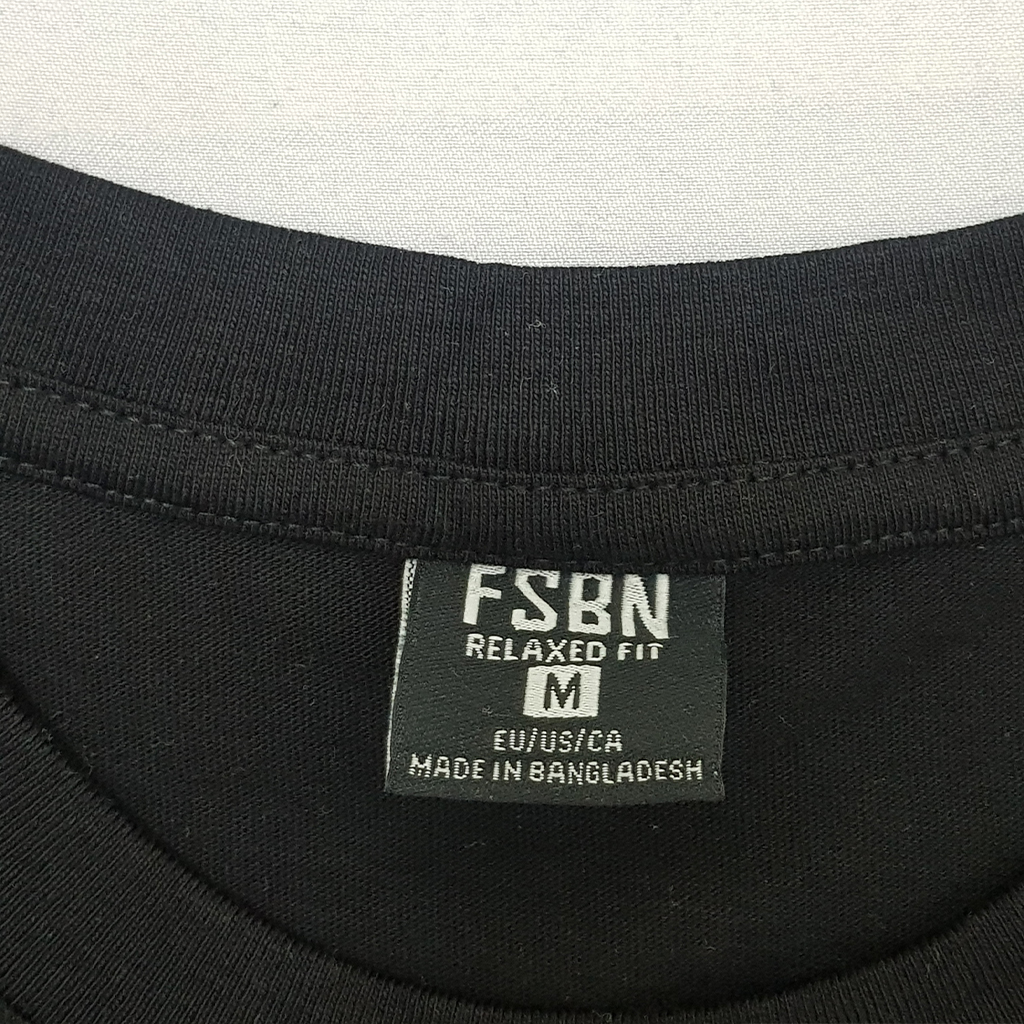 FSBN
RELAXED FIT
M
EU/US/CA
MADE IN BANGLADESH